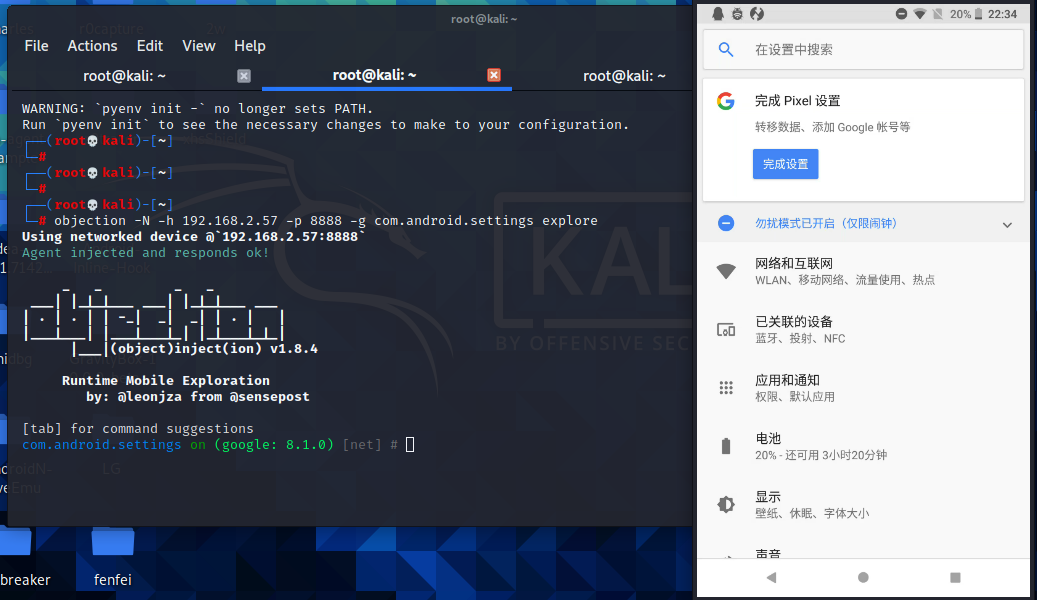 root@kali: ~
File Actions Edit View Help
root@kali: ~ root@kali: ~ root@kali: ~
WARNING: `pyenv init -` no longer sets PATH.
Run `pyenv init` to see the necessary changes to make to your configuration.
(root💀kali)-[~]
#
(root💀kali)-[~]
#
(root💀kali)-[~]
# objection -N -h 192.168.2.57 -p 8888 -g com.android.settings explore
Using networked device @`192.168.2.57:8888`
Agent injected and responds ok!
(object)inject(ion) v1.8.4
Runtime Mobile Exploration
by: @leonjza from @sensepost
[tab] for command suggestions
com.android.settings on (google: 8.1.0) [net] #
KAL
BY OFFENSIVE SEC
LG
breaker
fenfei
20% 22:34
在设置中搜索
完成 Pixel 设置
转移数据、添加 Google 帐号等
完成设置
勿扰模式已开启（仅限闹钟）
网络和互联网
WLAN、移动网络、流量使用、热点
已关联的设备
蓝牙、投射、NFC
应用和通知
权限、默认应用
电池
20% - 还可用 3小时20分钟
显示
壁纸、休眠、字体大小
声音